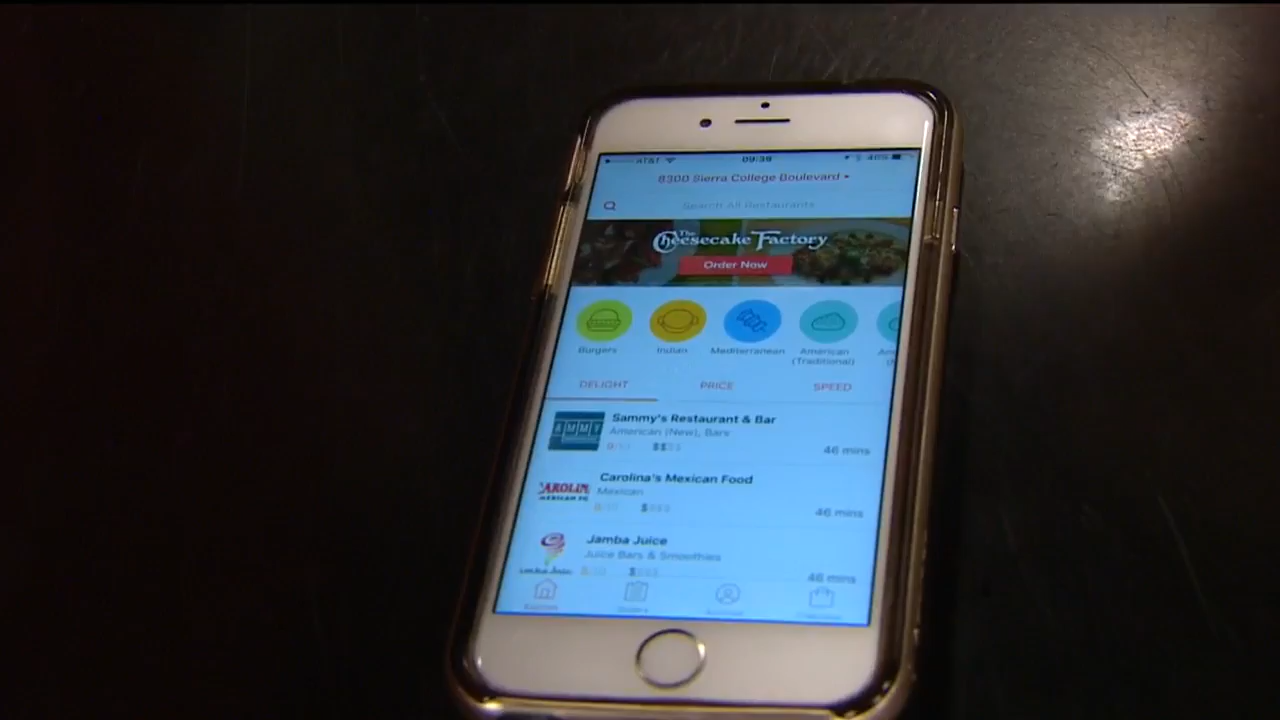 AT&T 09:39 46%
8300 Sierra College Boulevard
Search All Restaurants
The
Cheesecake Factory
Order Now
Burgers Indian Mediterranean American
(Traditional)
DELIGHT PRICE SPEED
Sammy's Restaurant & Bar
American (New), Bars
$$$$ 46 mins
Carolina's Mexican Food
Mexican
$$$$ 46 mins
Jamba Juice
Juice Bars & Smoothies
$$$$ 46 mins